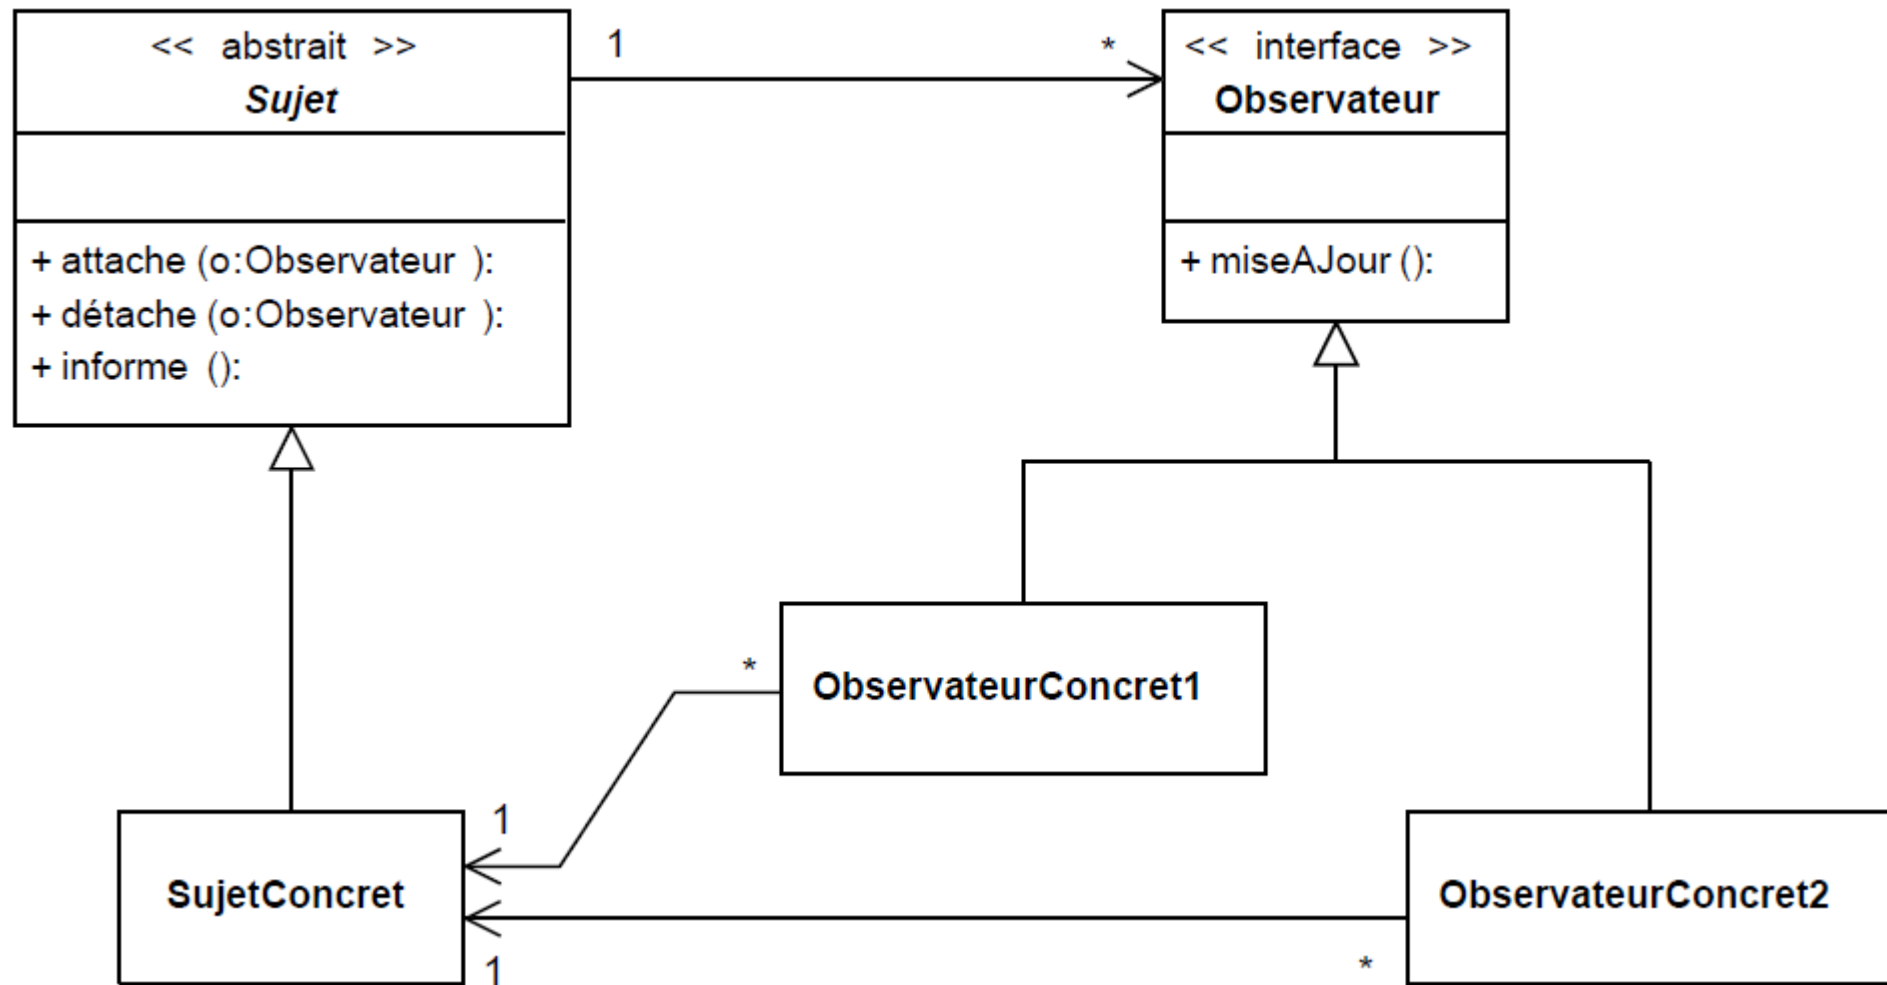 << abstrait >>
Sujet
+ attache (o:Observateur ):
+ détache (o:Observateur ):
+ informe ():
1
*
<< interface >>
Observateur
+ miseAJour ():
*
ObservateurConcret1
1
SujetConcret
1
ObservateurConcret2
*